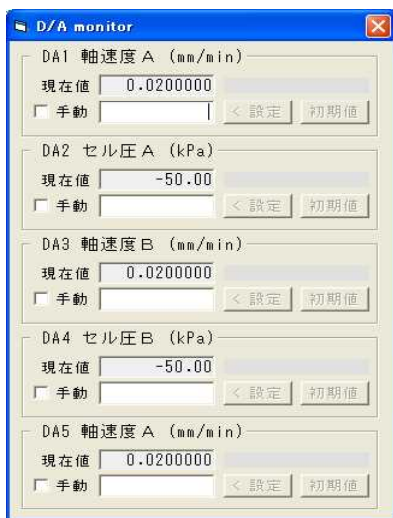 D/A monitor
DA1 軸速度Ａ (mm/min)
現在値 0.0200000
手動 < 設定 初期値
DA2 セル圧Ａ (kPa)
現在値 -50.00
手動 < 設定 初期値
DA3 軸速度Ｂ (mm/min)
現在値 0.0200000
手動 < 設定 初期値
DA4 セル圧Ｂ (kPa)
現在値 -50.00
手動 < 設定 初期値
DA5 軸速度Ａ (mm/min)
現在値 0.0200000
手動 < 設定 初期値